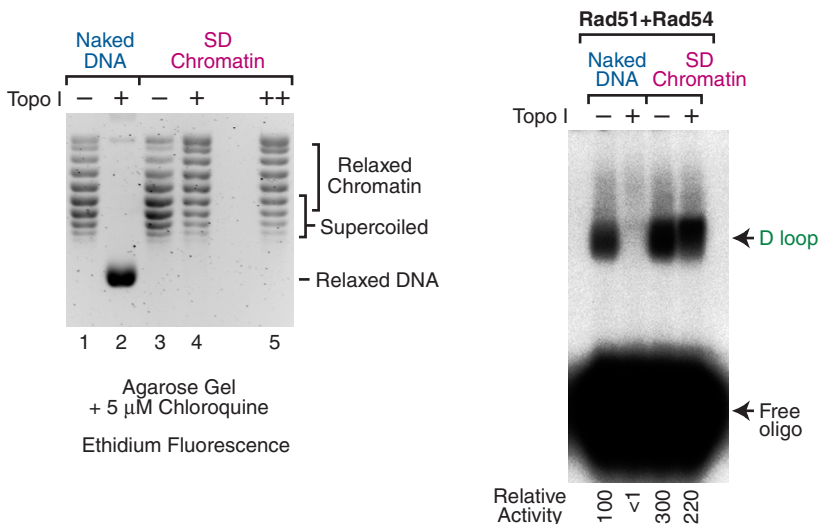 Naked DNA
SD Chromatin
Topo I – + – + ++
Relaxed Chromatin
Supercoiled
Relaxed DNA
1 2 3 4 5
Agarose Gel
+ 5 μM Chloroquine
Ethidium Fluorescence
Rad51+Rad54
Naked DNA
SD Chromatin
Topo I – + – +
D loop
Free oligo
Relative Activity 100 <1 300 220